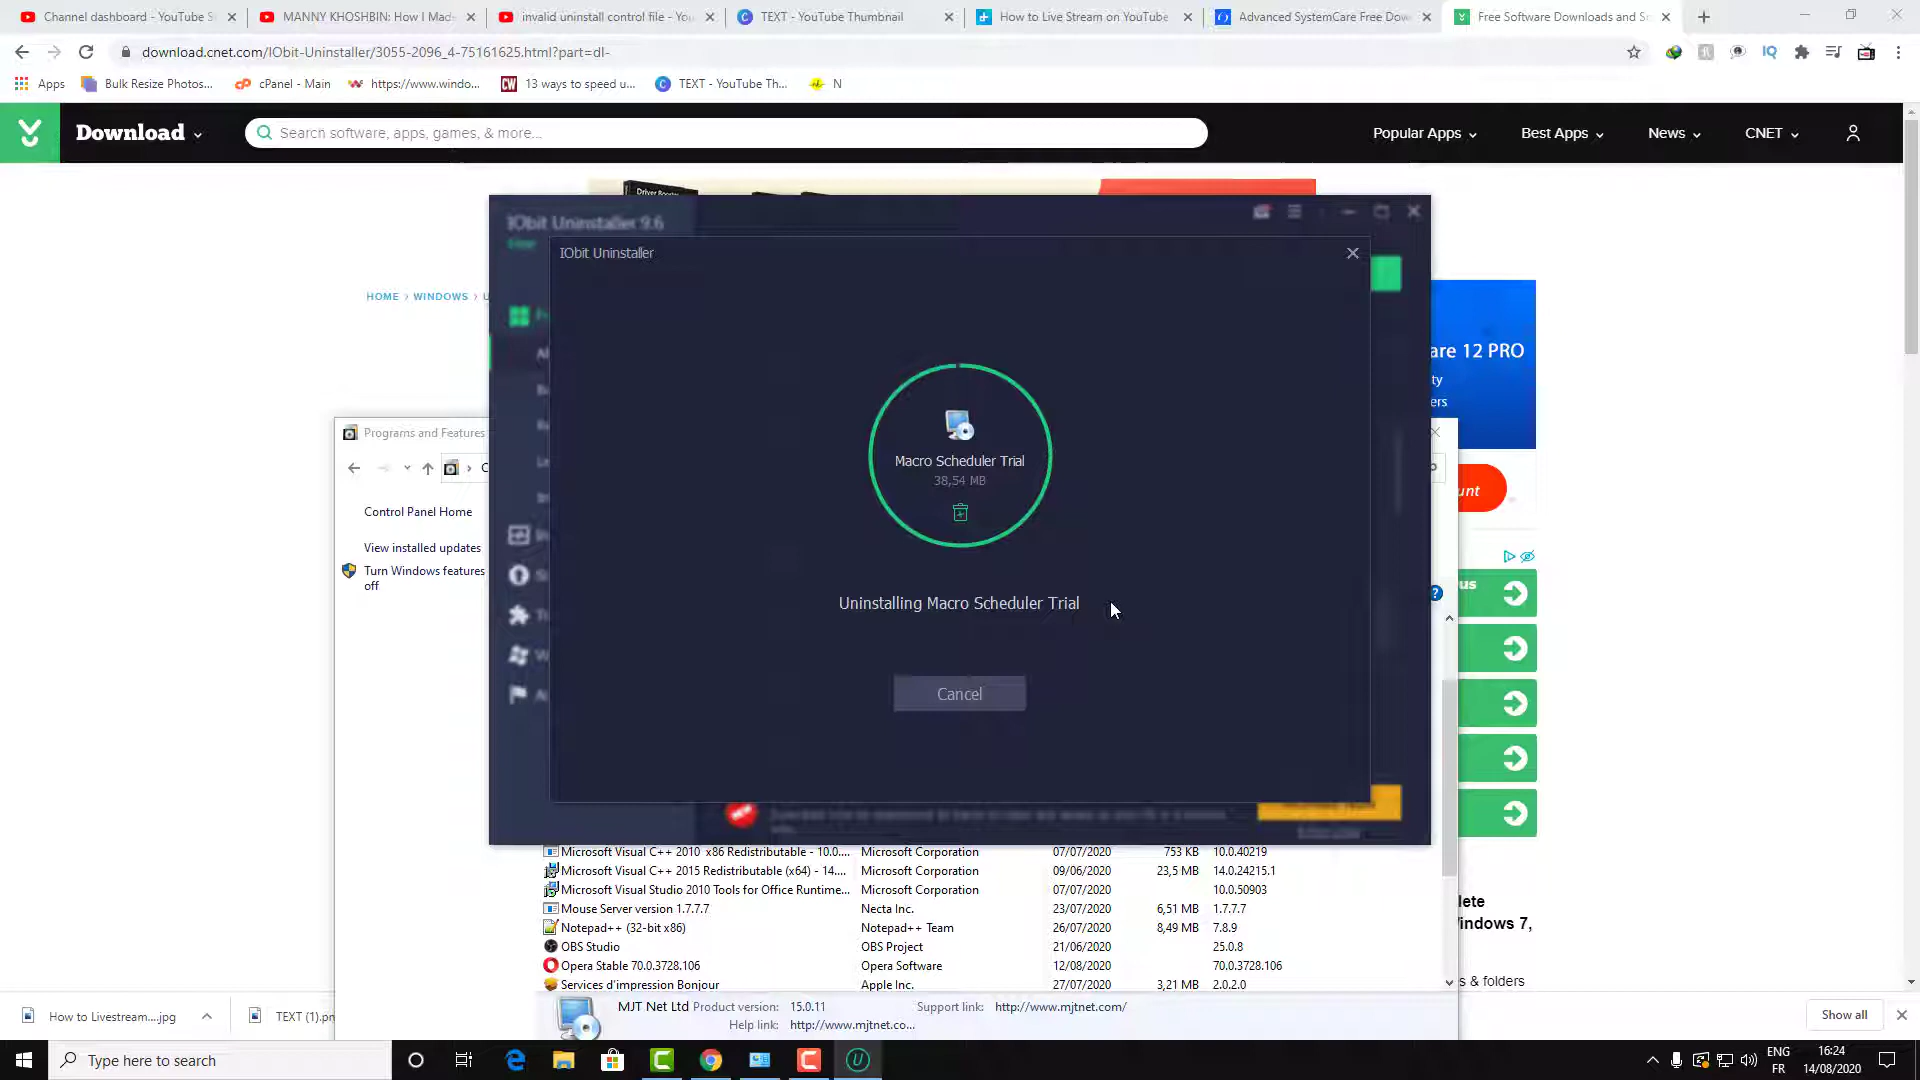 Channel dashboard - YouTube S
MANNY KHOSHBIN: How I Mad
invalid uninstall control file - You
TEXT - YouTube Thumbnail
How to Live Stream on YouTube
Advanced SystemCare Free Dow
Free Software Downloads and So
download.cnet.com/IObit-Uninstaller/3055-2096_4-75161625.html?part=dl-
Apps
Bulk Resize Photos...
cPanel - Main
https://www.windo...
13 ways to speed u...
TEXT - YouTube Th...
N
Download
Search software, apps, games, & more...
Popular Apps
Best Apps
News
CNET
Driver Booster
IObit Uninstaller 9.6
IObit Uninstaller
HOME > WINDOWS > U
are 12 PRO
ty
ers
Macro Scheduler Trial
38,54 MB
Programs and Features
Control Panel Home
unt
View installed updates
Turn Windows features
off
us
Uninstalling Macro Scheduler Trial
Cancel
Microsoft Visual C++ 2010 x86 Redistributable - 10.0.... Microsoft Corporation 07/07/2020 753 KB 10.0.40219
Microsoft Visual C++ 2015 Redistributable (x64) - 14.... Microsoft Corporation 09/06/2020 23,5 MB 14.0.24215.1
Microsoft Visual Studio 2010 Tools for Office Runtime... Microsoft Corporation 07/07/2020 10.0.50903
Mouse Server version 1.7.7.7 Necta Inc. 23/07/2020 6,51 MB 1.7.7.7
Notepad++ (32-bit x86) Notepad++ Team 26/07/2020 8,49 MB 7.8.9
OBS Studio OBS Project 21/06/2020 25.0.8
Opera Stable 70.0.3728.106 Opera Software 12/08/2020 70.0.3728.106
Services d'impression Bonjour Apple Inc. 27/07/2020 3,21 MB 2.0.2.0
lete
indows 7,
s & folders
MJT Net Ltd Product version: 15.0.11 Support link: http://www.mjtnet.com/
Help link: http://www.mjtnet.co...
How to Livestream....jpg
TEXT (1).pn
Show all
Type here to search
ENG
FR
16:24
14/08/2020